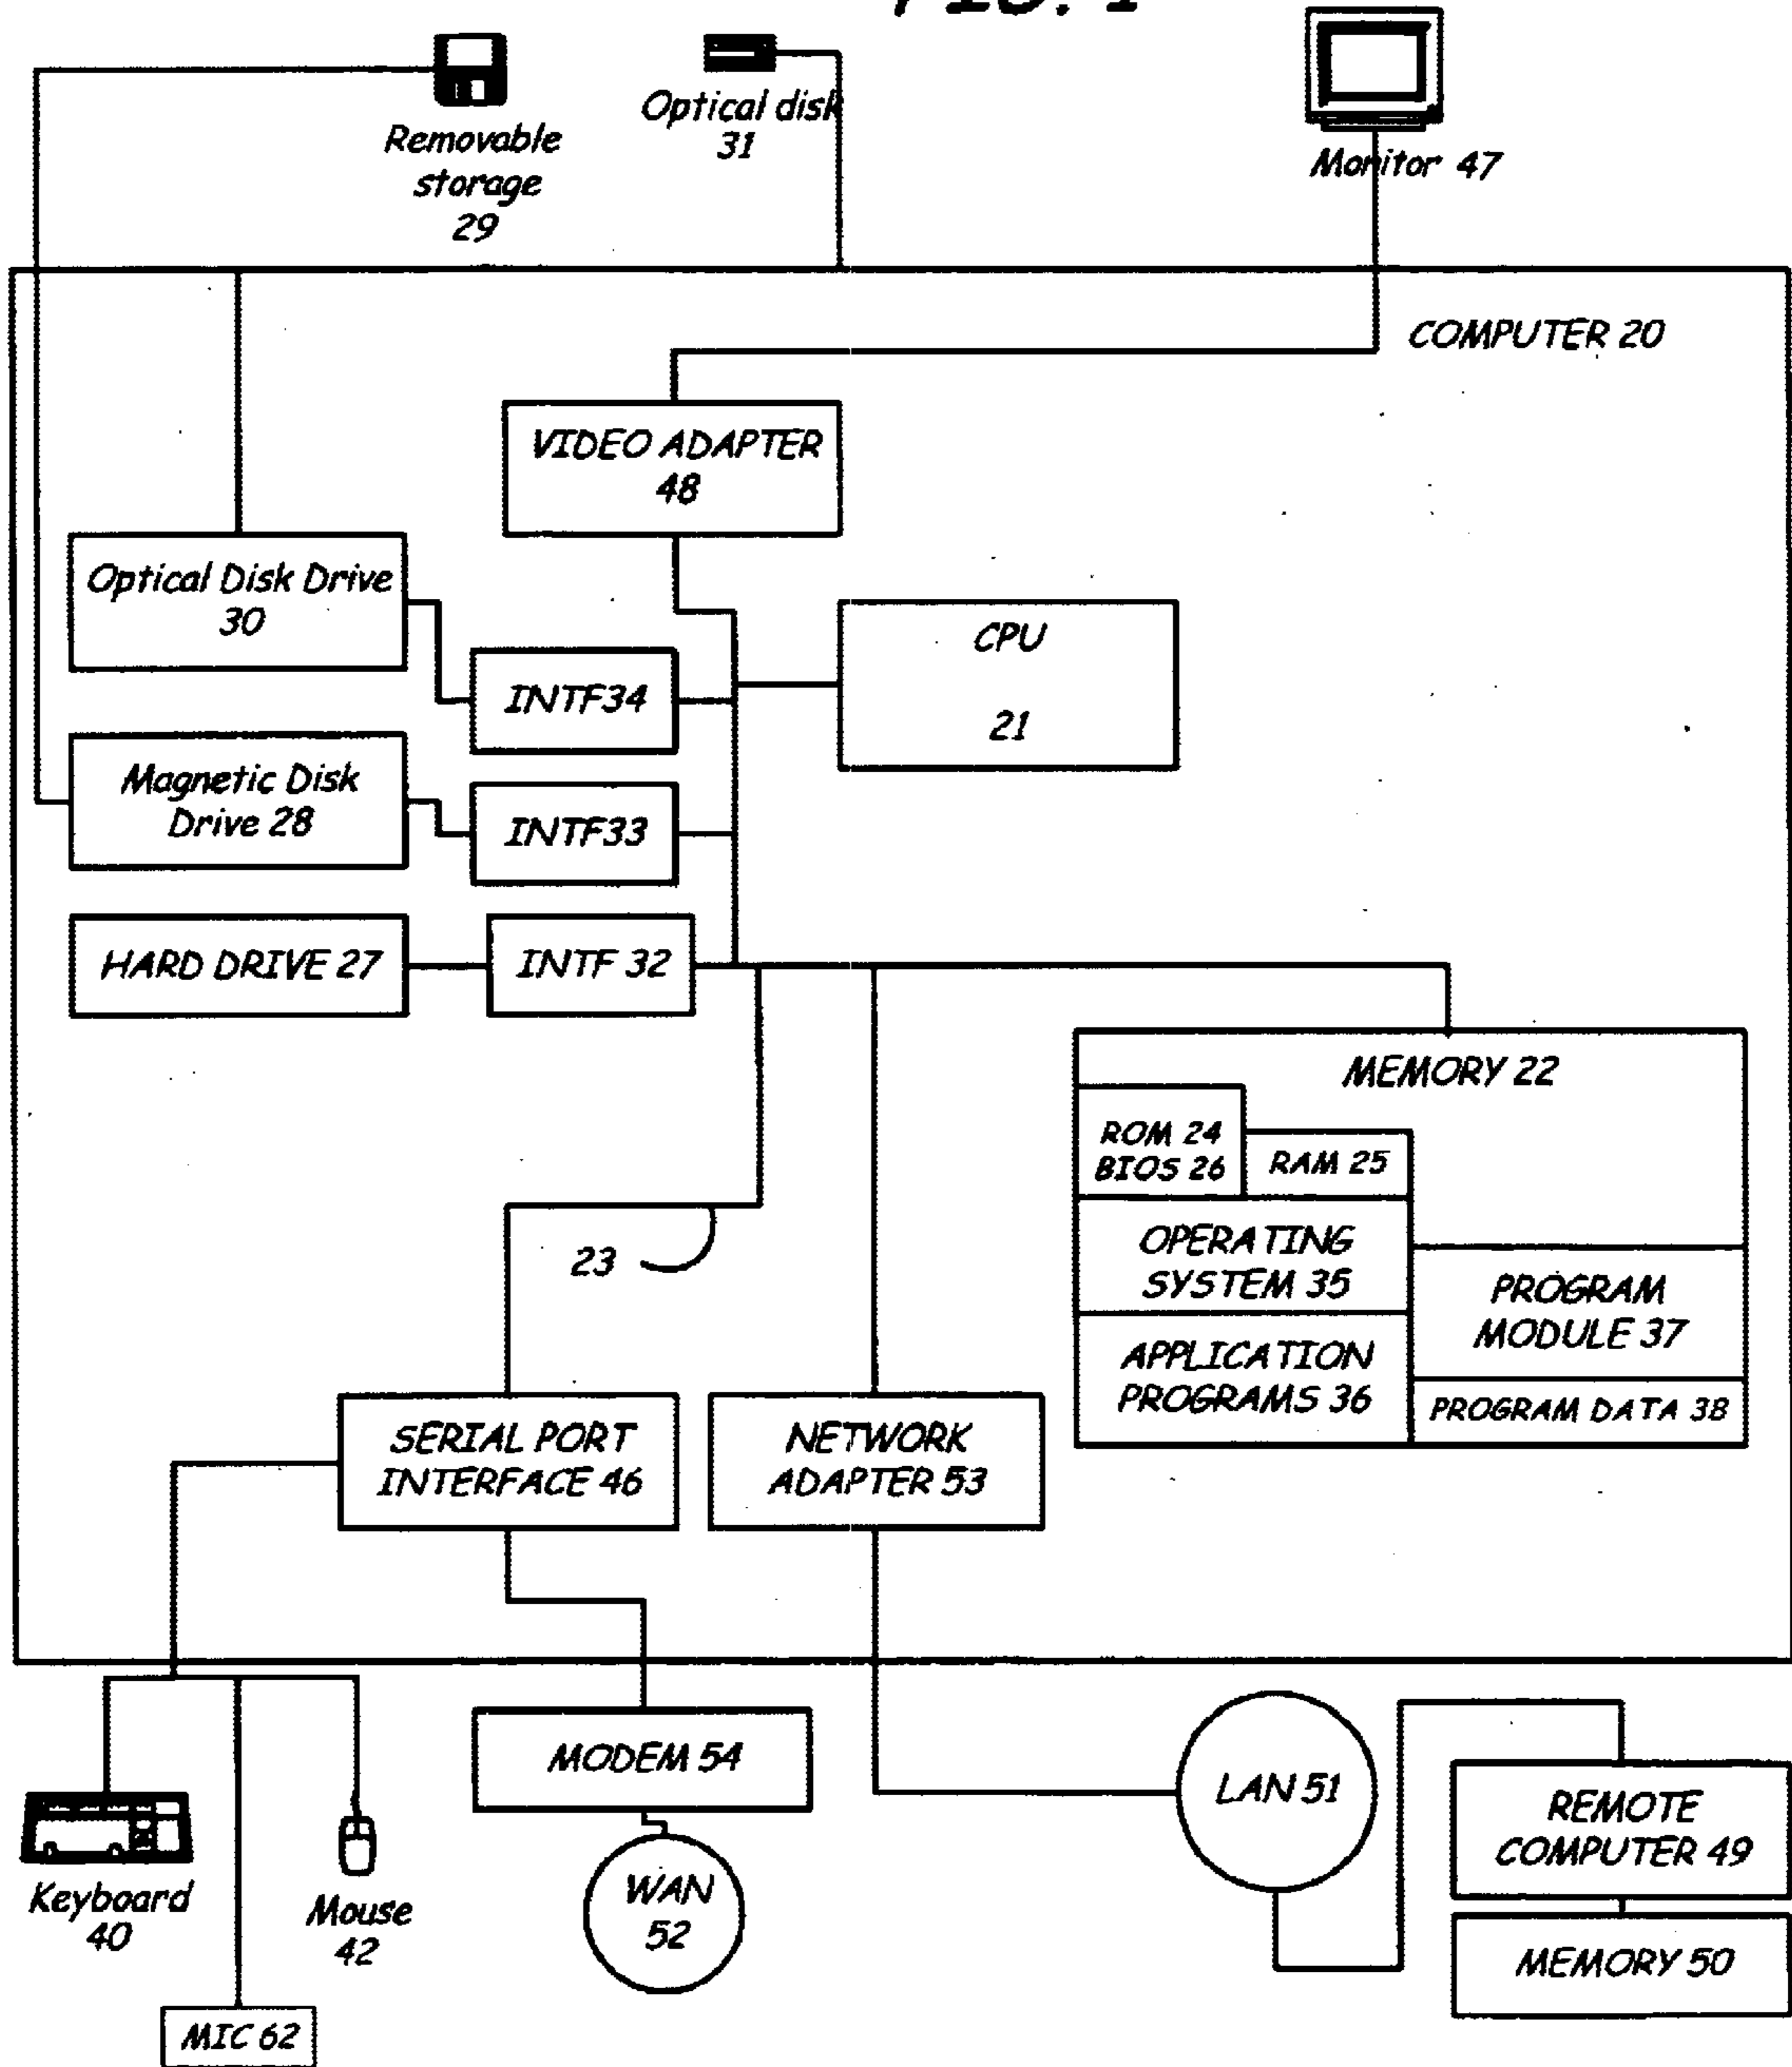 FIG. 1
Removable
storage
29
Optical disk
31
Monitor 47
COMPUTER 20
VIDEO ADAPTER
48
Optical Disk Drive
30
CPU
21
INTF34
Magnetic Disk
Drive 28
INTF33
HARD DRIVE 27
INTF 32
MEMORY 22
ROM 24
BIOS 26
RAM 25
OPERATING
SYSTEM 35
PROGRAM
MODULE 37
APPLICATION
PROGRAMS 36
PROGRAM DATA 38
23
SERIAL PORT
INTERFACE 46
NETWORK
ADAPTER 53
MODEM 54
LAN 51
REMOTE
COMPUTER 49
Keyboard
40
Mouse
42
WAN
52
MEMORY 50
MIC 62